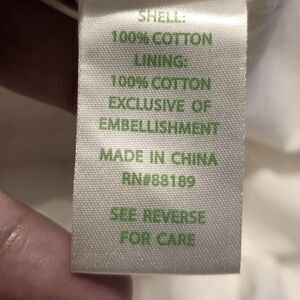 SHELL:
100% COTTON
LINING:
100% COTTON
EXCLUSIVE OF
EMBELLISHMENT
MADE IN CHINA
RN#88189
SEE REVERSE
FOR CARE